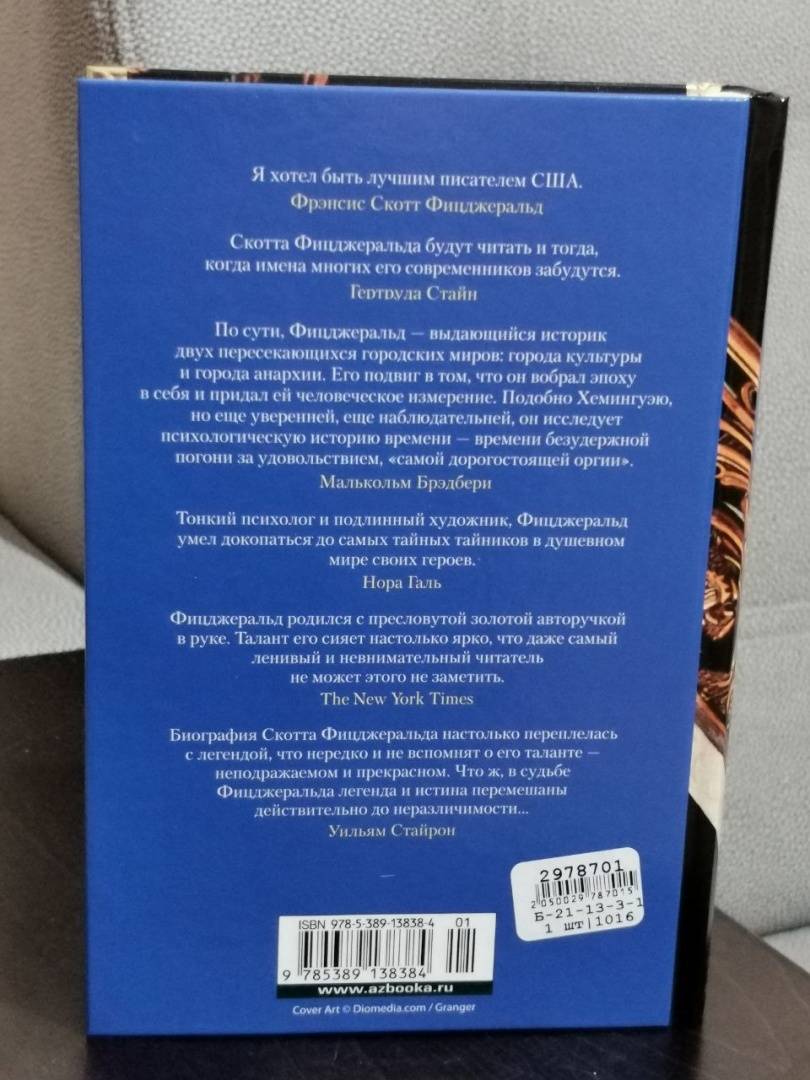 Я хотел быть лучшим писателем США.
Фрэнсис Скотт Фицджеральд
Скотта Фицджеральда будут читать и тогда,
когда имена многих его современников забудутся.
Гертруда Стайн
По сути, Фицджеральд — выдающийся историк
двух пересекающихся городских миров: города культуры
и города анархии. Его подвиг в том, что он вобрал эпоху
в себя и придал ей человеческое измерение. Подобно Хемингуэю,
но еще уверенней, еще наблюдательней, он исследует
психологическую историю времени — времени безудержной
погони за удовольствием, «самой дорогостоящей оргии».
Малькольм Брэдбери
Тонкий психолог и подлинный художник, Фицджеральд
умел докопаться до самых тайных тайников в душевном
мире своих героев.
Нора Галь
Фицджеральд родился с пресловутой золотой авторучкой
в руке. Талант его сияет настолько ярко, что даже самый
ленивый и невнимательный читатель
не может этого не заметить.
The New York Times
Биография Скотта Фицджеральда настолько переплелась
с легендой, что нередко и не вспомнят о его таланте —
неподражаемом и прекрасном. Что ж, в судьбе
Фицджеральда легенда и истина перемешаны
действительно до неразличимости...
Уильям Стайрон
2978701
2 050029 787015
Б-21-13-3-1
1 шт|1016
ISBN 978-5-389-13838-4 01
9 785389 138384
www.azbooka.ru
Cover Art © Diomedia.com / Granger